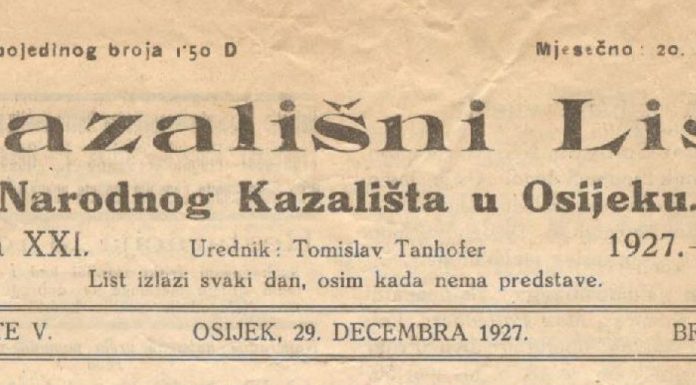 pojedinog broja 1·50 D Mjesečno : 20.
azališni Lis
Narodnog Kazališta u Osijeku.
XXI. Urednik : Tomislav Tanhofer 1927.-
List izlazi svaki dan, osim kada nema predstave.
TE V. OSIJEK, 29. DECEMBRA 1927. BR